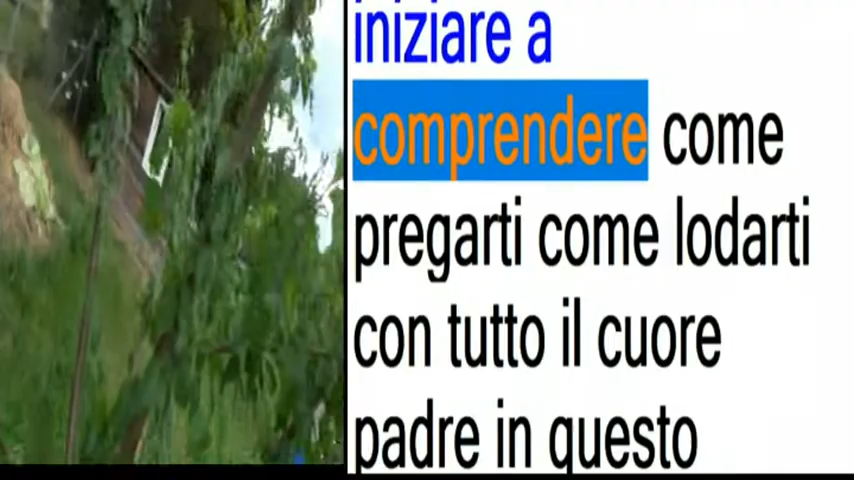 iniziare a
comprendere come
pregarti come lodarti
con tutto il cuore
padre in questo